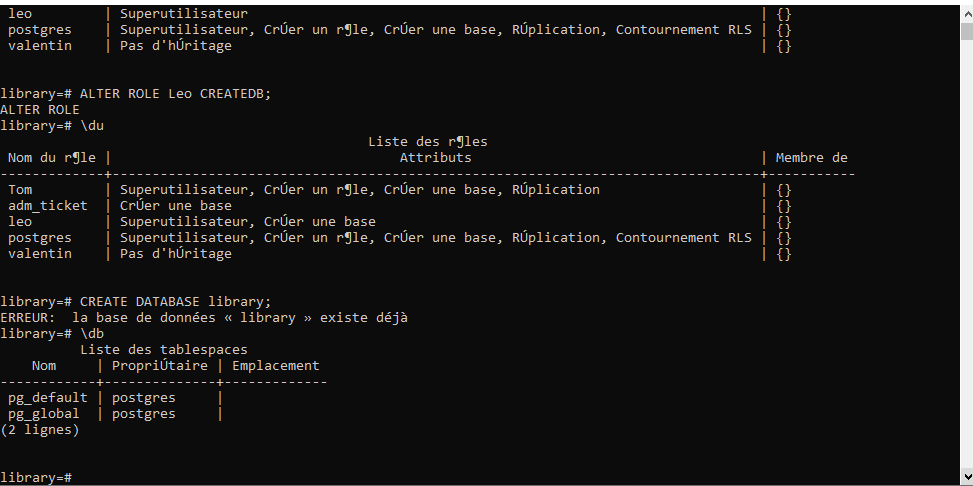 leo         | Superutilisateur                                                                | {}
postgres    | Superutilisateur, CrÚer un r¶le, CrÚer une base, RÚplication, Contournement RLS | {}
valentin    | Pas d'hÚritage                                                                  | {}
library=# ALTER ROLE Leo CREATEDB;
ALTER ROLE
library=# \du
Liste des r¶les
Nom du r¶le |                                    Attributs                                    | Membre de
-------------+---------------------------------------------------------------------------------+-----------
Tom         | Superutilisateur, CrÚer un r¶le, CrÚer une base, RÚplication                    | {}
adm_ticket  | CrÚer une base                                                                  | {}
leo         | Superutilisateur, CrÚer une base                                                | {}
postgres    | Superutilisateur, CrÚer un r¶le, CrÚer une base, RÚplication, Contournement RLS | {}
valentin    | Pas d'hÚritage                                                                  | {}
library=# CREATE DATABASE library;
ERREUR:  la base de données « library » existe déjà
library=# \db
Liste des tablespaces
Nom     | PropriÚtaire | Emplacement
------------+--------------+-------------
pg_default | postgres     |
pg_global  | postgres     |
(2 lignes)
library=#